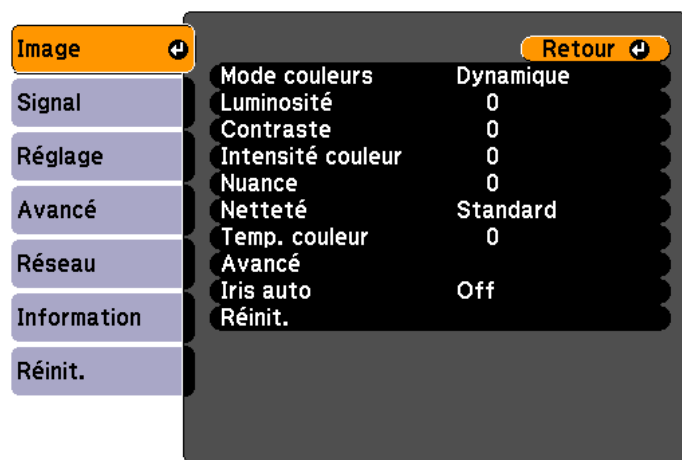 Image
Signal
Réglage
Avancé
Réseau
Information
Réinit.
Retour
Mode couleurs Dynamique
Luminosité 0
Contraste 0
Intensité couleur 0
Nuance 0
Netteté Standard
Temp. couleur 0
Avancé
Iris auto Off
Réinit.